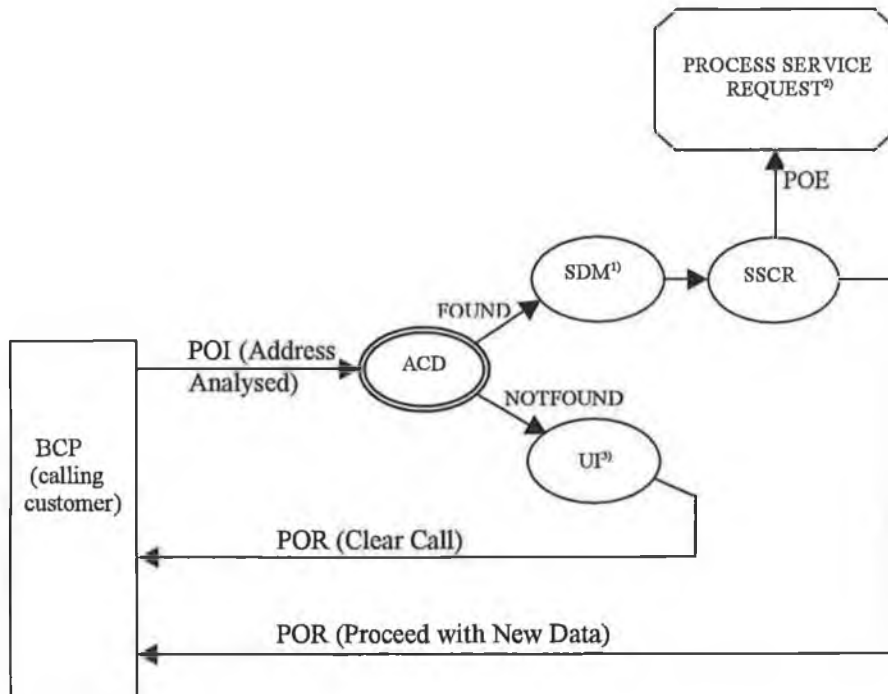 PROCESS SERVICE
REQUEST²⁾
POE
SDM¹⁾
SSCR
FOUND
POI (Address
Analysed)
ACD
NOTFOUND
UI³⁾
BCP
(calling
customer)
POR (Clear Call)
POR (Proceed with New Data)